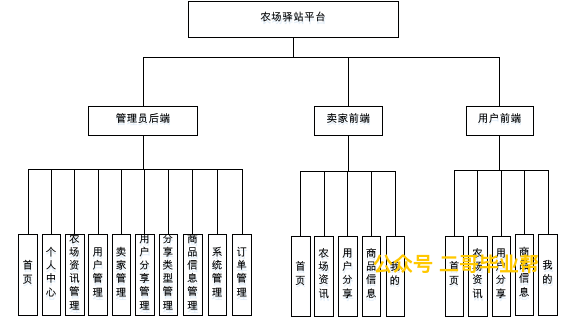 农场驿站平台
管理员后端
卖家前端
用户前端
首页
个人中心
农场资讯管理
用户管理
卖家管理
用户分享管理
分享类型管理
商品信息管理
系统管理
订单管理
首页
农场资讯
用户分享
商品信息
我的
首页
农场资讯
用户分享
商品信息
我的
公众号 二哥毕业帮